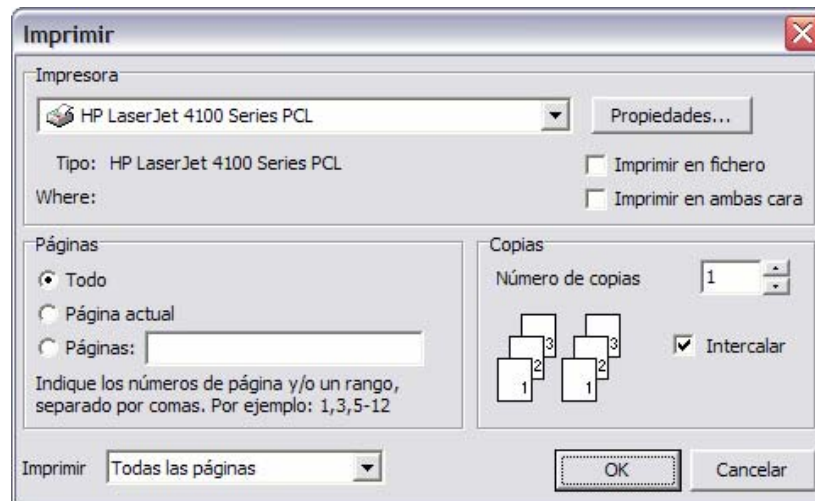 Imprimir
Impresora
HP LaserJet 4100 Series PCL
Propiedades...
Tipo: HP LaserJet 4100 Series PCL
Imprimir en fichero
Where:
Imprimir en ambas cara
Páginas
Todo
Página actual
Páginas:
Indique los números de página y/o un rango,
separado por comas. Por ejemplo: 1,3,5-12
Copias
Número de copias 1
3 3
2 2
1 1
Intercalar
Imprimir Todas las páginas
OK
Cancelar